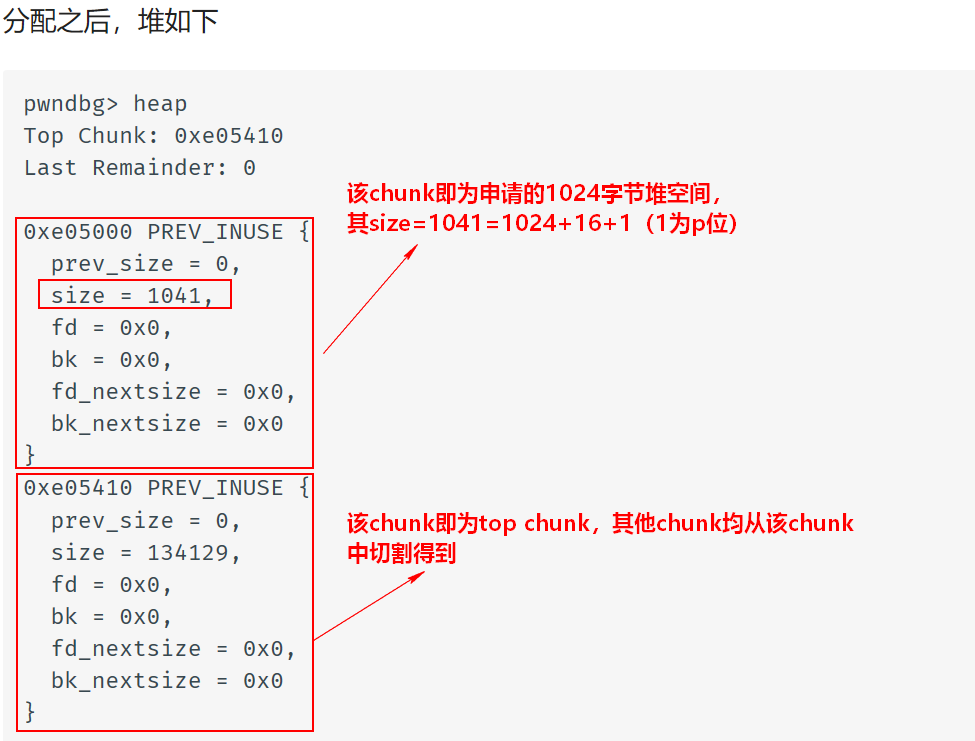 分配之后，堆如下
pwndbg> heap
Top Chunk: 0xe05410
Last Remainder: 0
该chunk即为申请的1024字节堆空间，
其size=1041=1024+16+1（1为p位）
0xe05000 PREV_INUSE {
prev_size = 0,
size = 1041,
fd = 0x0,
bk = 0x0,
fd_nextsize = 0x0,
bk_nextsize = 0x0
}
0xe05410 PREV_INUSE {
prev_size = 0,
size = 134129,
fd = 0x0,
bk = 0x0,
fd_nextsize = 0x0,
bk_nextsize = 0x0
}
该chunk即为top chunk，其他chunk均从该chunk
中切割得到